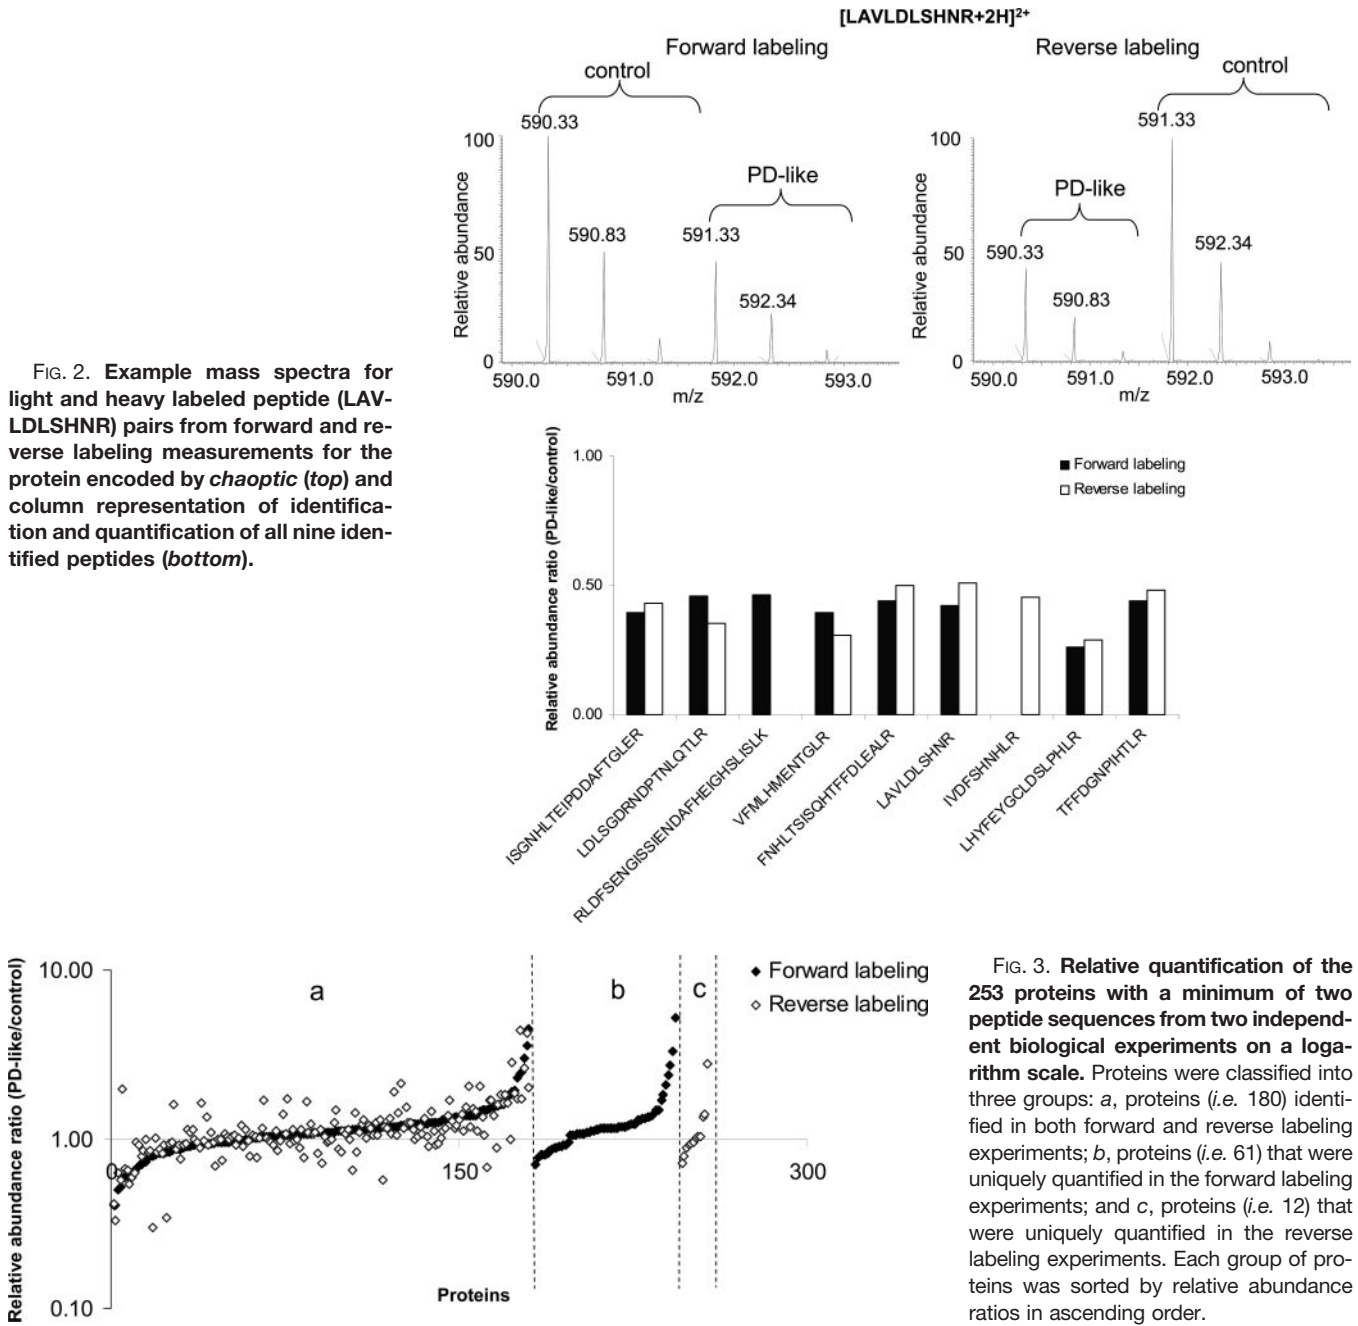 [LAVLDLSHNR+2H]²⁺
Forward labeling
Reverse labeling
control
control
590.33
591.33
100
100
Relative abundance
Relative abundance
PD-like
PD-like
590.83
591.33
590.33
592.34
50
50
592.34
590.83
0
0
590.0 591.0 592.0 593.0
590.0 591.0 592.0 593.0
m/z
m/z
FIG. 2. Example mass spectra for
light and heavy labeled peptide (LAV-
LDLSHNR) pairs from forward and re-
verse labeling measurements for the
protein encoded by chaoptic (top) and
column representation of identifica-
tion and quantification of all nine iden-
tified peptides (bottom).
Relative abundance ratio (PD-like/control)
1.00
0.50
0.00
Forward labeling
Reverse labeling
ISGNHLTEIPDDAFTGLER
LDLSGDRNDPTNLQTLR
RLDFSENGISSIENDAFHEIGHSLISLK
VFMLHMENTGLR
FNHLTSISQHTFFDLEALR
LAVLDLSHNR
IVDFSHNHLR
LHYFEYGCLDSLPHLR
TFFDGNPIHTLR
Relative abundance ratio (PD-like/control)
10.00
1.00
0.10
a
b
c
Forward labeling
Reverse labeling
0
150
300
Proteins
FIG. 3. Relative quantification of the
253 proteins with a minimum of two
peptide sequences from two independ-
ent biological experiments on a loga-
rithm scale. Proteins were classified into
three groups: a, proteins (i.e. 180) identi-
fied in both forward and reverse labeling
experiments; b, proteins (i.e. 61) that were
uniquely quantified in the forward labeling
experiments; and c, proteins (i.e. 12) that
were uniquely quantified in the reverse
labeling experiments. Each group of pro-
teins was sorted by relative abundance
ratios in ascending order.